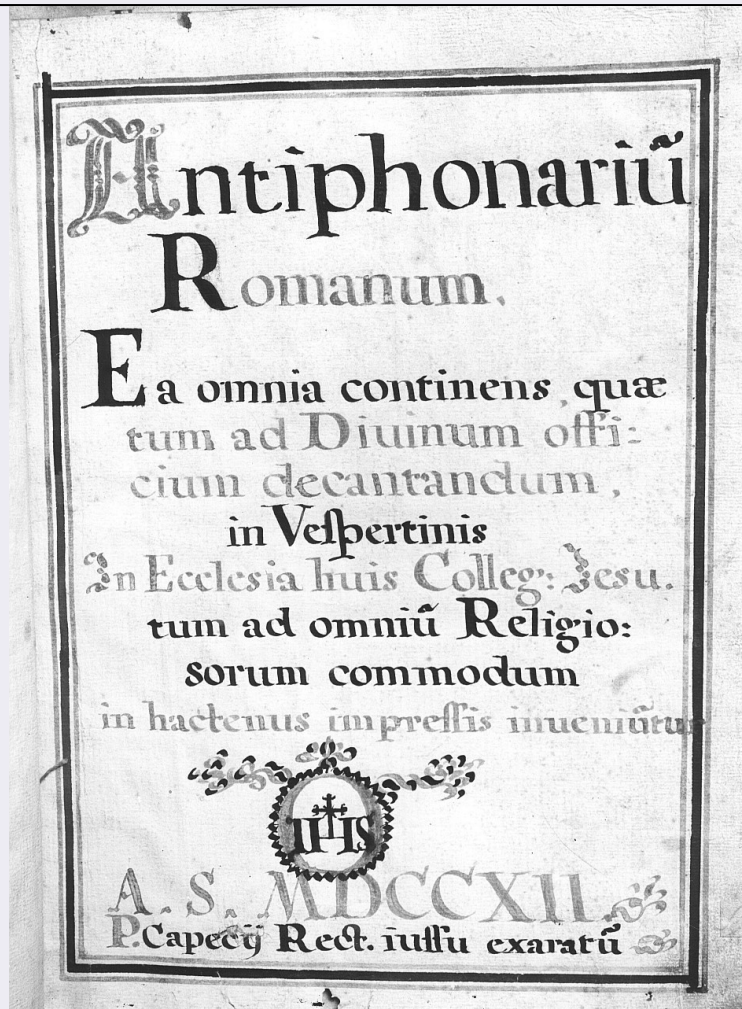 Antiphonariũ
Romanum.
Ea omnia continens, quæ
tum ad Diuinum offi:
cium decantandum,
in Veſpertinis
In Ecclesia huis Colleg: Jesu.
tum ad omniũ Religio:
sorum commodum
in hactenus impreſſis inueniũtur
IHS
A. S. MDCCXII.
P. Capecij Rect. iuſſu exaratũ